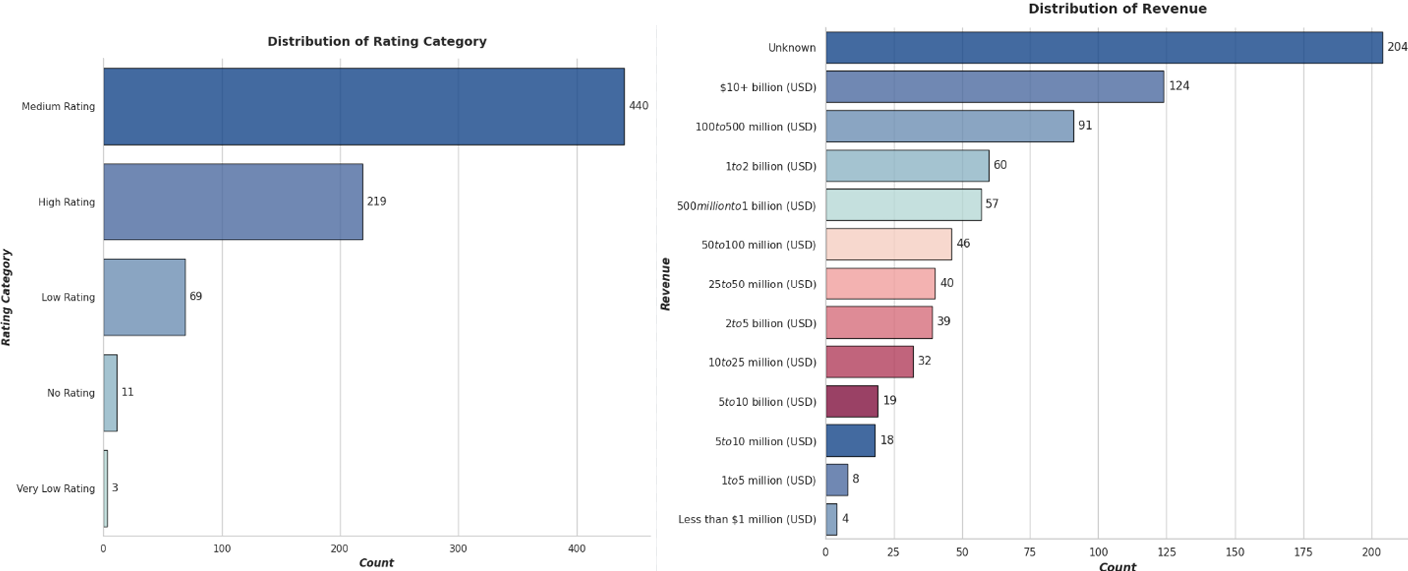 Distribution of Rating Category
Rating Category
Medium Rating 440
High Rating 219
Low Rating 69
No Rating 11
Very Low Rating 3
0 100 200 300 400
Count
Distribution of Revenue
Revenue
Unknown 204
$10+ billion (USD) 124
100to500 million (USD) 91
1to2 billion (USD) 60
500millionto1 billion (USD) 57
50to100 million (USD) 46
25to50 million (USD) 40
2to5 billion (USD) 39
10to25 million (USD) 32
5to10 billion (USD) 19
5to10 million (USD) 18
1to5 million (USD) 8
Less than $1 million (USD) 4
0 25 50 75 100 125 150 175 200
Count